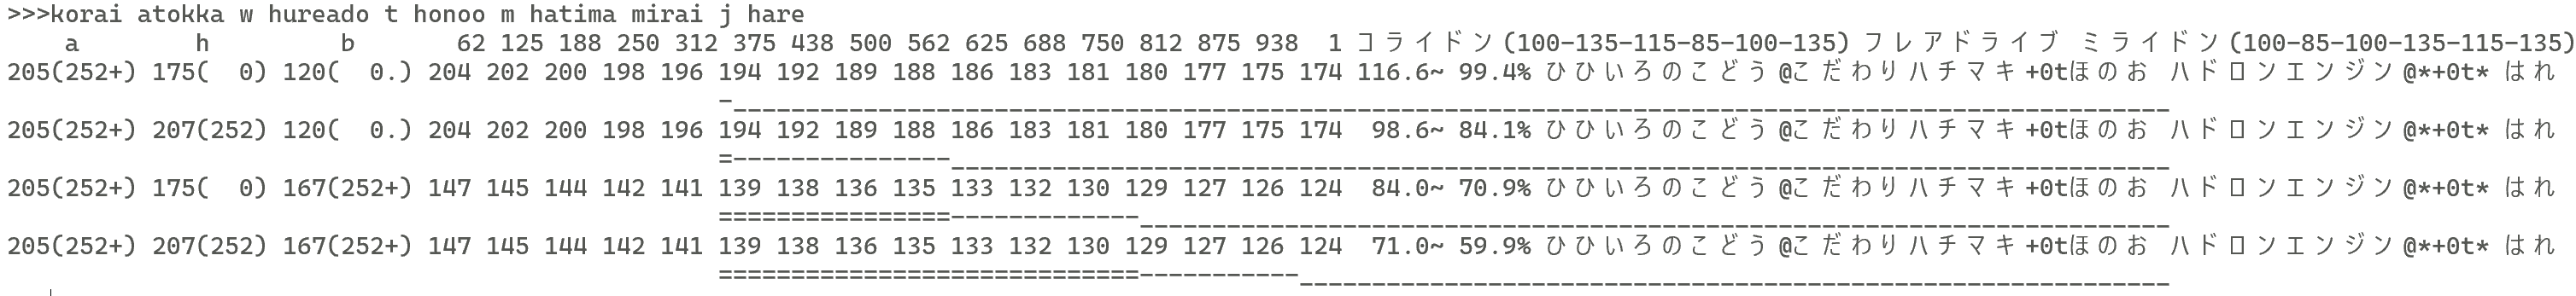 >>>korai atokka w hureado t honoo m hatima mirai j hare
a h b 62 125 188 250 312 375 438 500 562 625 688 750 812 875 938 1 コライドン(100-135-115-85-100-135) フレアドライブ ミライドン(100-85-100-135-115-135)
205(252+) 175( 0) 120( 0.) 204 202 200 198 196 194 192 189 188 186 183 181 180 177 175 174 116.6~ 99.4% ひひいろのこどう@こだわりハチマキ+0tほのお ハドロンエンジン@*+0t* はれ
205(252+) 207(252) 120( 0.) 204 202 200 198 196 194 192 189 188 186 183 181 180 177 175 174 98.6~ 84.1% ひひいろのこどう@こだわりハチマキ+0tほのお ハドロンエンジン@*+0t* はれ
205(252+) 175( 0) 167(252+) 147 145 144 142 141 139 138 136 135 133 132 130 129 127 126 124 84.0~ 70.9% ひひいろのこどう@こだわりハチマキ+0tほのお ハドロンエンジン@*+0t* はれ
205(252+) 207(252) 167(252+) 147 145 144 142 141 139 138 136 135 133 132 130 129 127 126 124 71.0~ 59.9% ひひいろのこどう@こだわりハチマキ+0tほのお ハドロンエンジン@*+0t* はれ